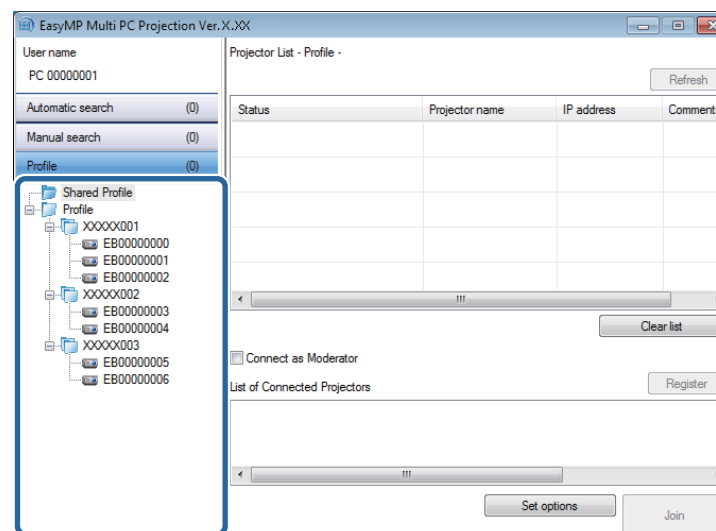 EasyMP Multi PC Projection Ver.X.XX
User name
PC 00000001
Automatic search (0)
Manual search (0)
Profile (0)
Shared Profile
Profile
XXXXX001
EB00000000
EB00000001
EB00000002
XXXXX002
EB00000003
EB00000004
XXXXX003
EB00000005
EB00000006
Projector List - Profile -
Refresh
Status Projector name IP address Comment
Clear list
Connect as Moderator
List of Connected Projectors
Register
Set options
Join